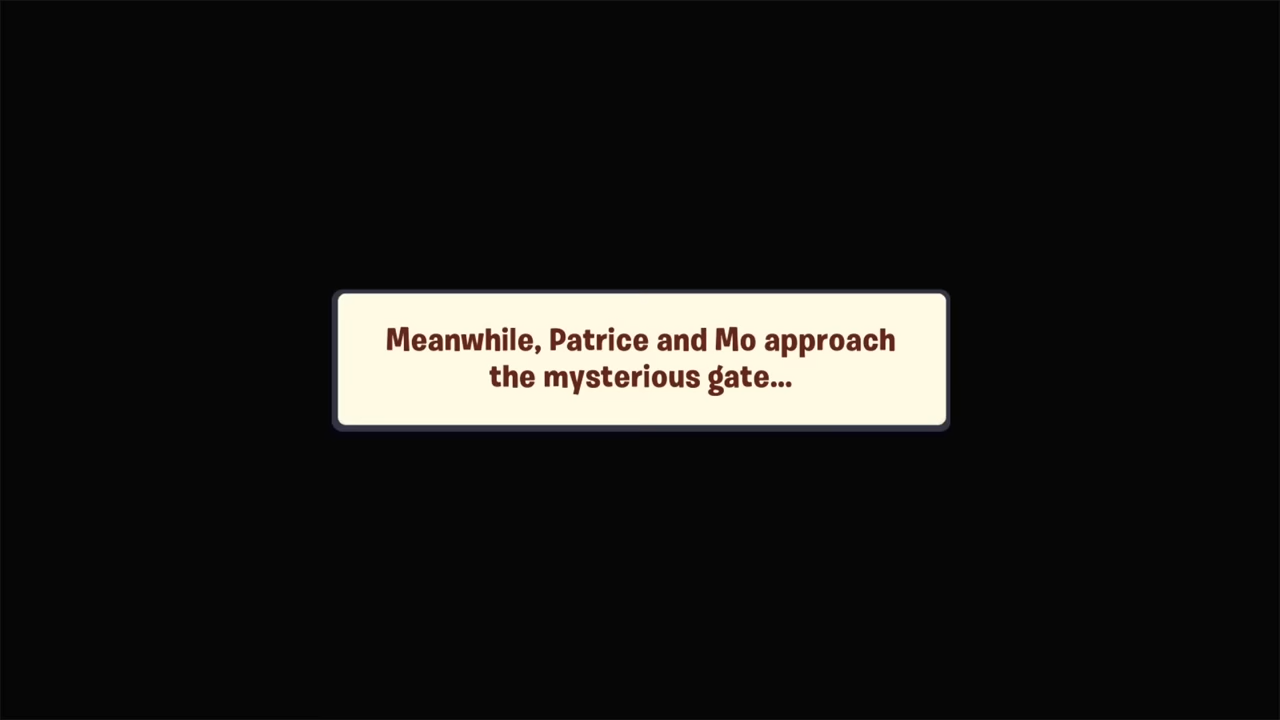 Meanwhile, Patrice and Mo approach
the mysterious gate...